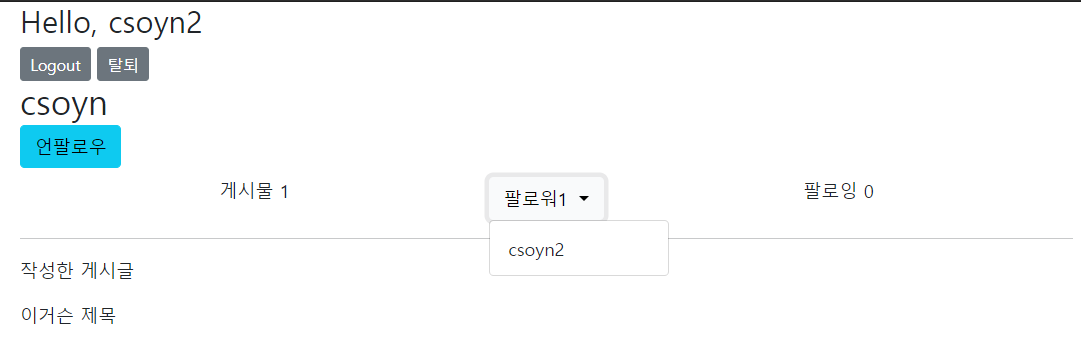 Hello, csoyn2
Logout 탈퇴
csoyn
언팔로우
게시물 1 팔로워1 팔로잉 0
csoyn2
작성한 게시글
이거슨 제목